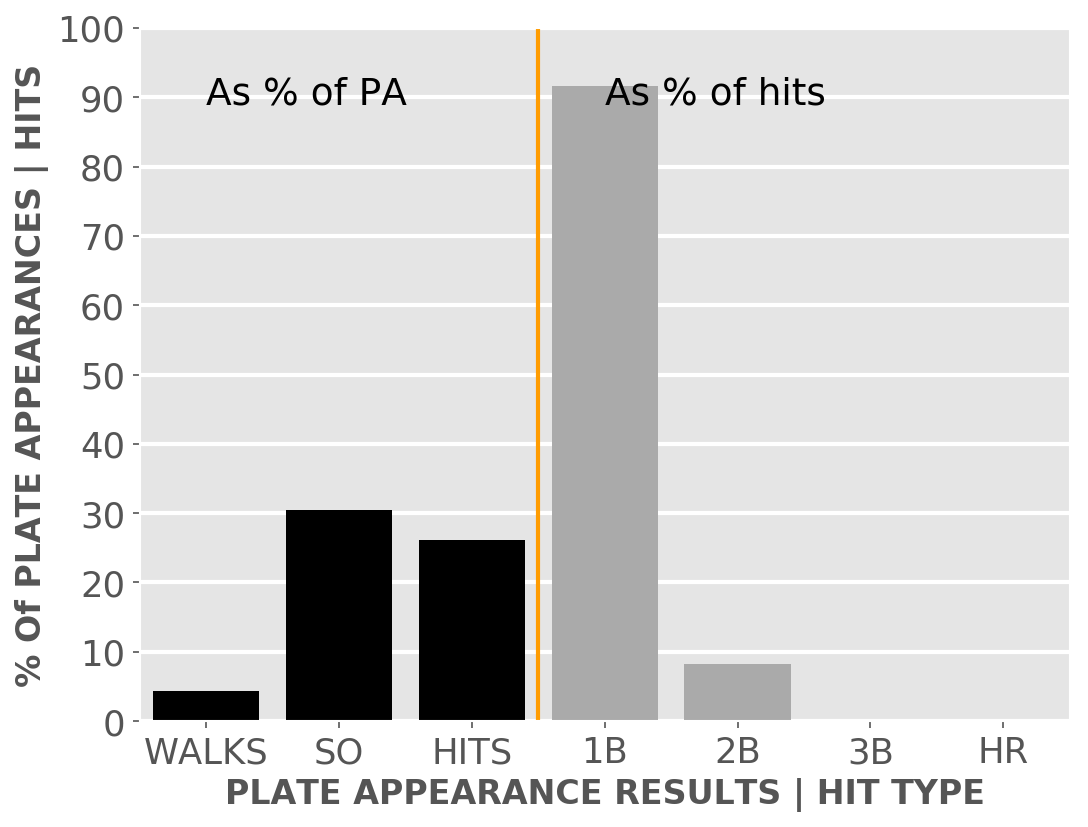 100
90
80
70
60
50
40
30
20
10
0
% Of PLATE APPEARANCES | HITS
As % of PA
As % of hits
WALKS SO HITS 1B 2B 3B HR
PLATE APPEARANCE RESULTS | HIT TYPE